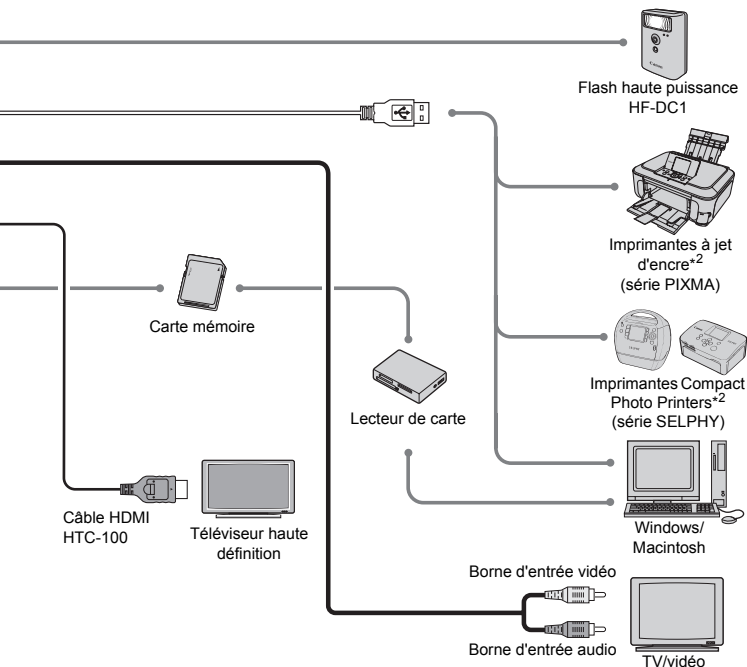 Flash haute puissance
HF-DC1
Imprimantes à jet
d'encre*2
(série PIXMA)
Carte mémoire
Imprimantes Compact
Photo Printers*2
(série SELPHY)
Lecteur de carte
Câble HDMI
HTC-100
Téléviseur haute
définition
Windows/
Macintosh
Borne d'entrée vidéo
Borne d'entrée audio
TV/vidéo